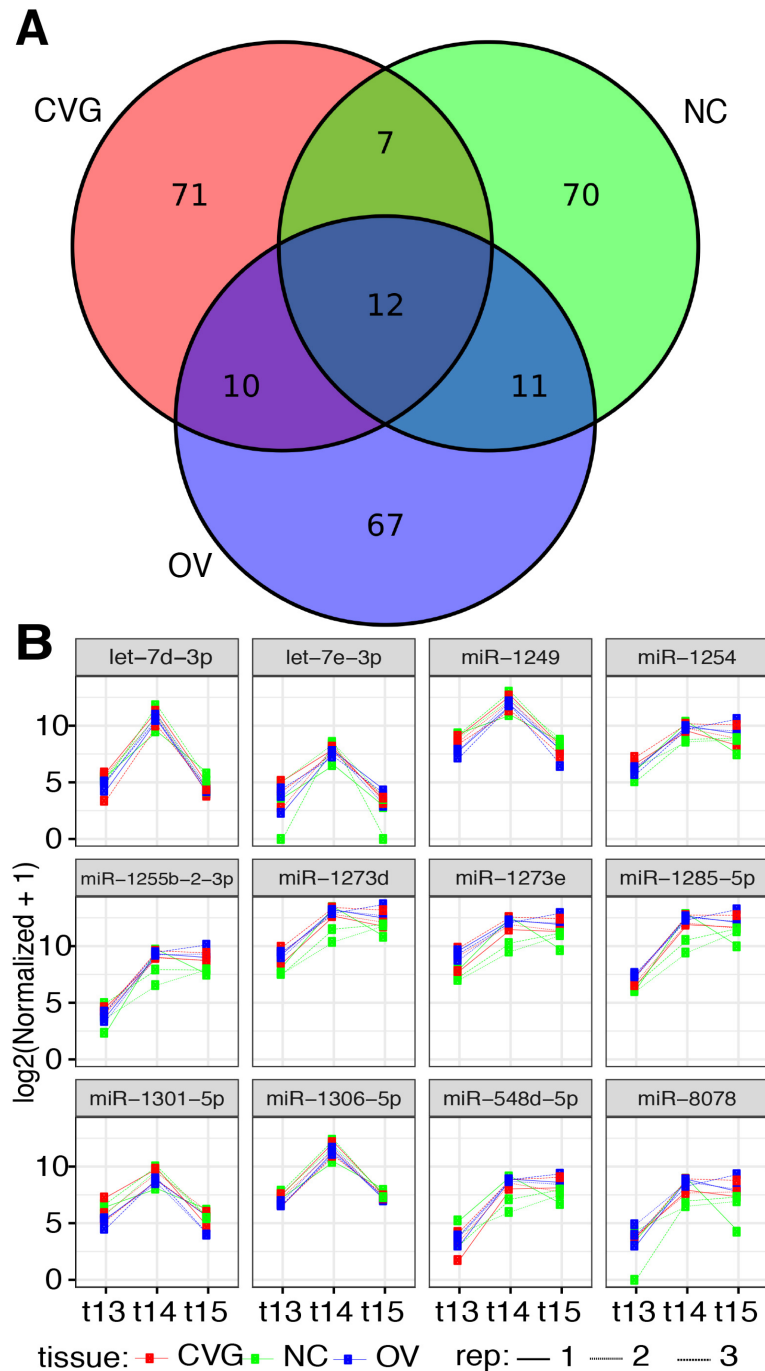 A
CVG
NC
7
71
70
12
10
11
67
OV
B
let-7d-3p
let-7e-3p
miR-1249
miR-1254
10
5
0
miR-1255b-2-3p
miR-1273d
miR-1273e
miR-1285-5p
10
5
0
log2(Normalized + 1)
miR-1301-5p
miR-1306-5p
miR-548d-5p
miR-8078
10
5
0
t13 t14 t15 t13 t14 t15 t13 t14 t15 t13 t14 t15
tissue: CVG NC OV rep: 1 2 3